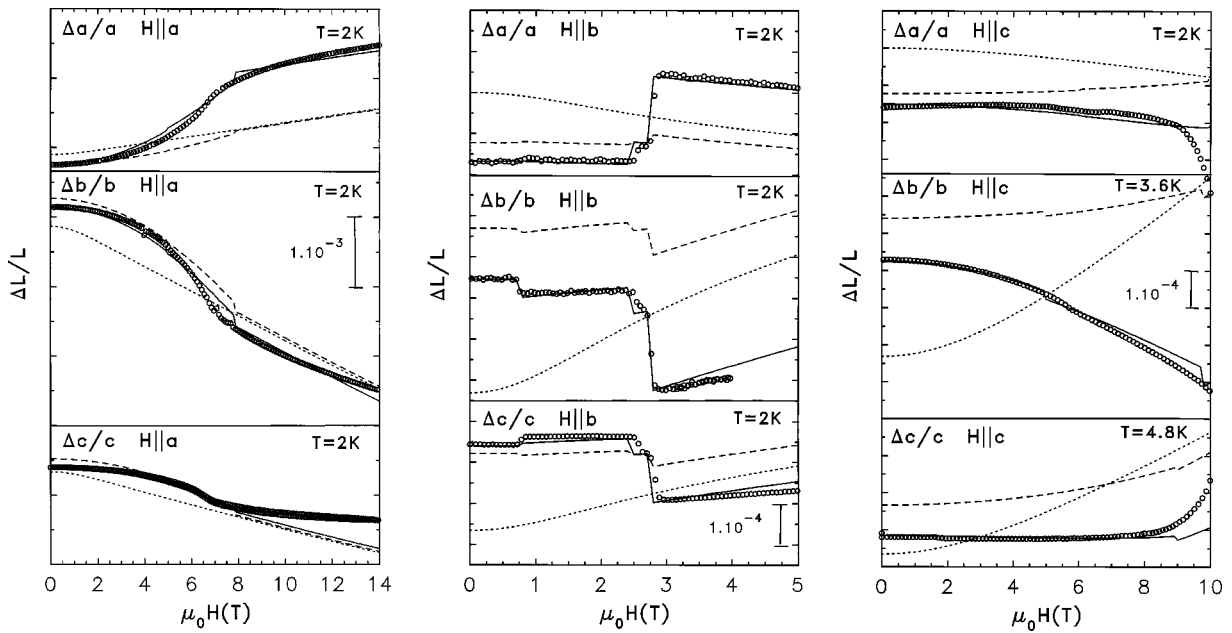 Δa/a H||a T=2K
Δb/b H||a T=2K
1.10⁻³
Δc/c H||a T=2K
ΔL/L
0 2 4 6 8 10 12 14
μ₀H(T)
Δa/a H||b T=2K
Δb/b H||b T=2K
Δc/c H||b T=2K
1.10⁻⁴
ΔL/L
0 1 2 3 4 5
μ₀H(T)
Δa/a H||c T=2K
Δb/b H||c T=3.6K
1.10⁻⁴
Δc/c H||c T=4.8K
ΔL/L
0 2 4 6 8 10
μ₀H(T)